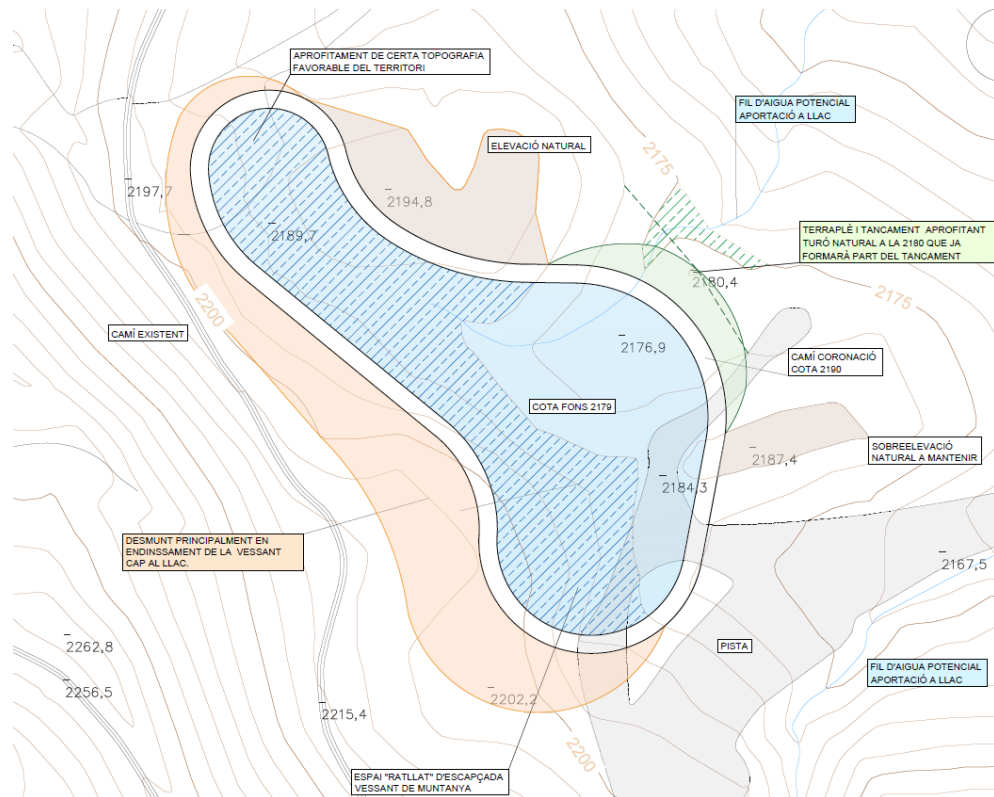 APROFITAMENT DE CERTA TOPOGRAFIA
FAVORABLE DEL TERRITORI
FIL D'AIGUA POTENCIAL
APORTACIÓ A LLAC
ELEVACIÓ NATURAL
2175
2197,7
2194,8
2189,7
TERRAPLÈ I TANCAMENT APROFITANT
TURÓ NATURAL A LA 2180 QUE JA
FORMARÀ PART DEL TANCAMENT
2180,4
2175
2200
CAMÍ EXISTENT
2176,9
CAMÍ CORONACIÓ
COTA 2190
COTA FONS 2179
SOBREELEVACIÓ
NATURAL A MANTENIR
2187,4
2184,3
DESMUNT PRINCIPALMENT EN
ENDINSSAMENT DE LA VESSANT
CAP AL LLAC.
2167,5
2262,8
PISTA
FIL D'AIGUA POTENCIAL
APORTACIÓ A LLAC
2256,5
2202,2
2215,4
2200
ESPAI "RATLLAT" D'ESCAPÇADA
VESSANT DE MUNTANYA